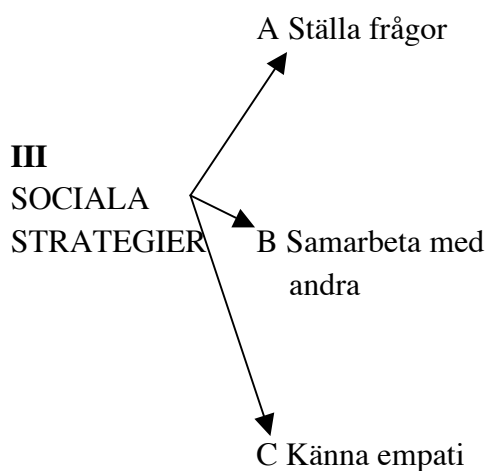 A Ställa frågor
III
SOCIALA
STRATEGIER
B Samarbeta med
andra
C Känna empati